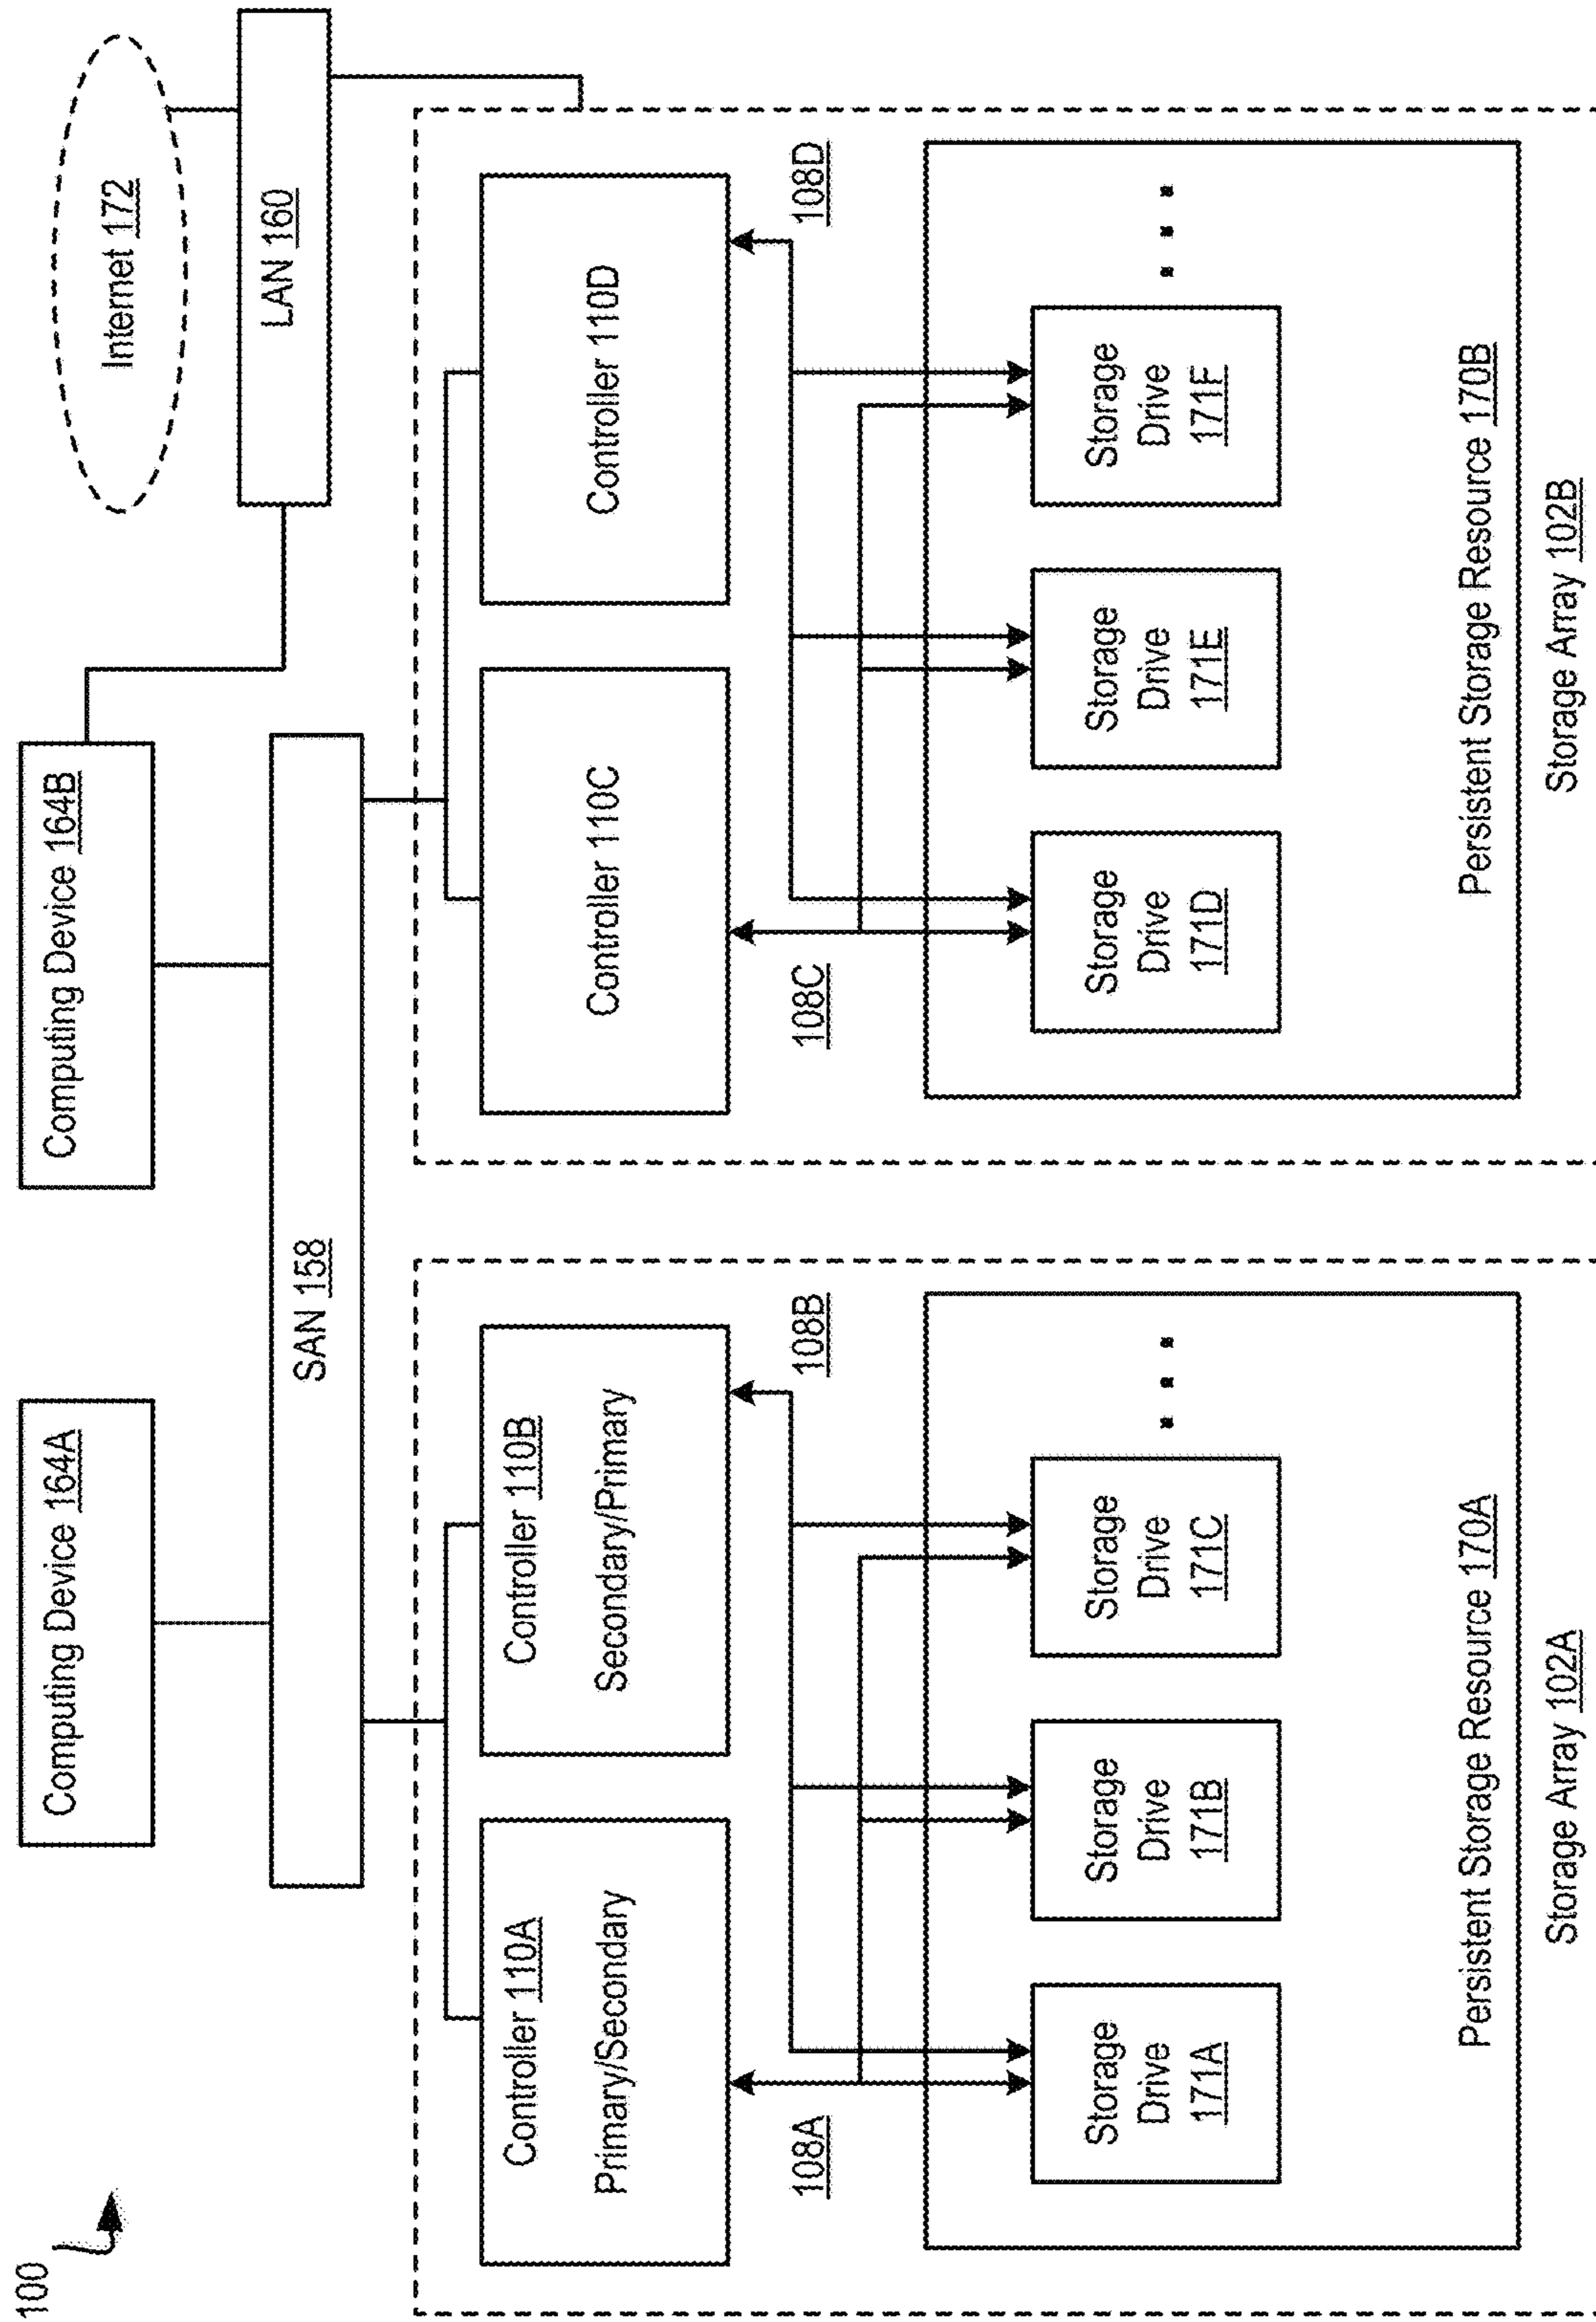 100
Computing Device 164A
Computing Device 164B
Internet 172
SAN 158
LAN 160
Controller 110A
Primary/Secondary
Controller 110B
Secondary/Primary
Controller 110C
Controller 110D
108A
108B
108C
108D
Storage
Drive
171A
Storage
Drive
171B
Storage
Drive
171C
Storage
Drive
171D
Storage
Drive
171E
Storage
Drive
171F
Persistent Storage Resource 170A
Persistent Storage Resource 170B
Storage Array 102A
Storage Array 102B